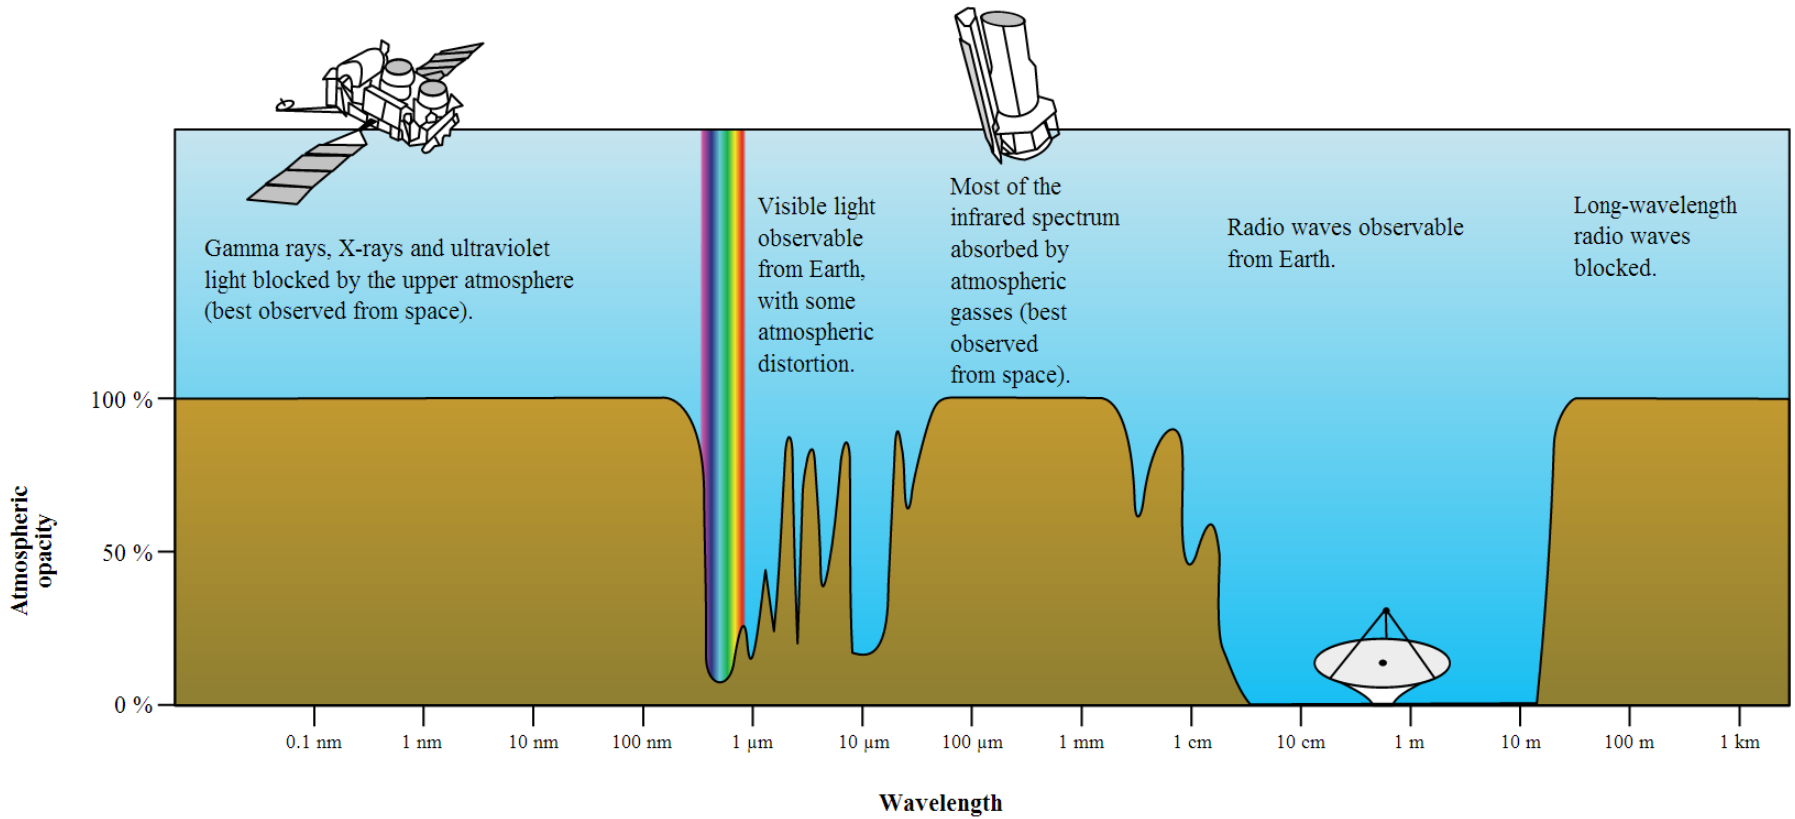 Gamma rays, X-rays and ultraviolet
light blocked by the upper atmosphere
(best observed from space).
Visible light
observable
from Earth,
with some
atmospheric
distortion.
Most of the
infrared spectrum
absorbed by
atmospheric
gasses (best
observed
from space).
Radio waves observable
from Earth.
Long-wavelength
radio waves
blocked.
Atmospheric
opacity
100 %
50 %
0 %
0.1 nm
1 nm
10 nm
100 nm
1 µm
10 µm
100 µm
1 mm
1 cm
10 cm
1 m
10 m
100 m
1 km
Wavelength